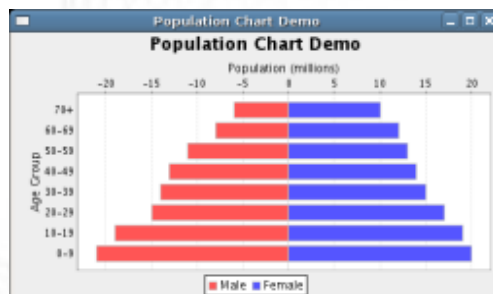 Population Chart Demo
Population Chart Demo
Population (millions)
-20 -15 -10 -5 0 5 10 15 20
Age Group
70+
60-69
50-59
40-49
30-39
20-29
10-19
0-9
Male Female